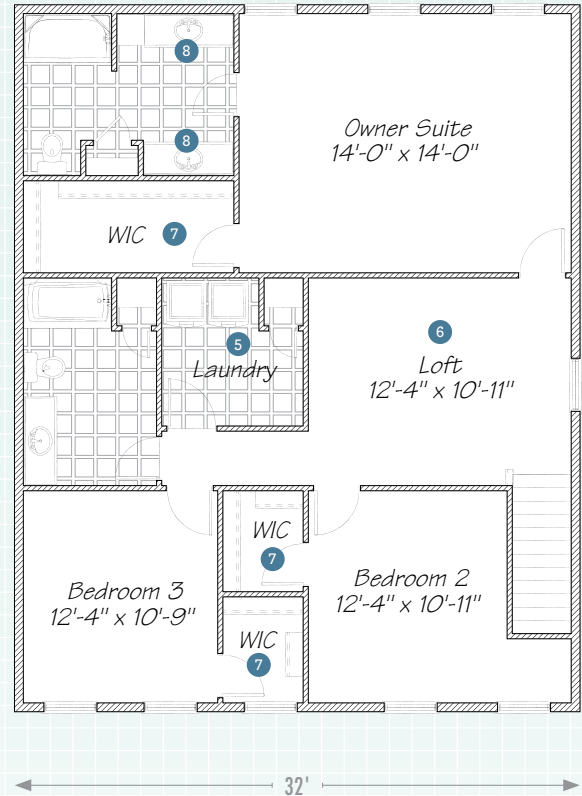 8
8
Owner Suite
14'-0" x 14'-0"
WIC 7
5
Laundry
6
Loft
12'-4" x 10'-11"
WIC
7
Bedroom 3
12'-4" x 10'-9"
Bedroom 2
12'-4" x 10'-11"
WIC
7
32'